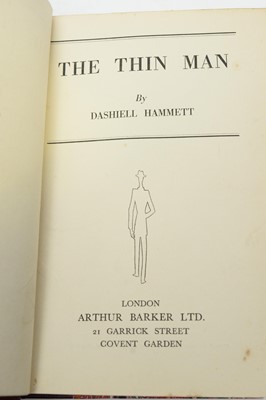 THE THIN MAN
By
DASHIELL HAMMETT
LONDON
ARTHUR BARKER LTD.
21 GARRICK STREET
COVENT GARDEN